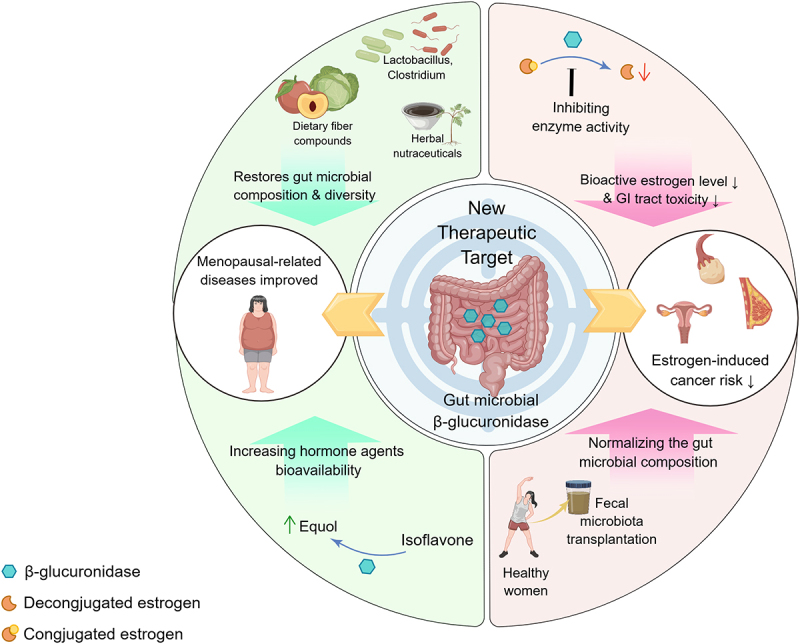 Lactobacillus,
Clostridium
Dietary fiber
compounds
Herbal
nutraceuticals
Restores gut microbial
composition & diversity
Menopausal-related
diseases improved
Increasing hormone agents
bioavailability
↑ Equol
Isoflavone
New
Therapeutic
Target
Gut microbial
β-glucuronidase
Inhibiting
enzyme activity
Bioactive estrogen level ↓
& GI tract toxicity ↓
Estrogen-induced
cancer risk ↓
Normalizing the gut
microbial composition
Fecal
microbiota
transplantation
Healthy
women
β-glucuronidase
Decongjugated estrogen
Congjugated estrogen